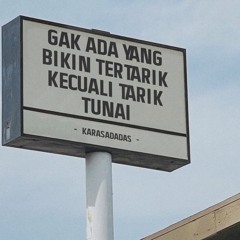 GAK ADA YANG
BIKIN TERTARIK
KECUALI TARIK
TUNAI
- KARASADADAS -